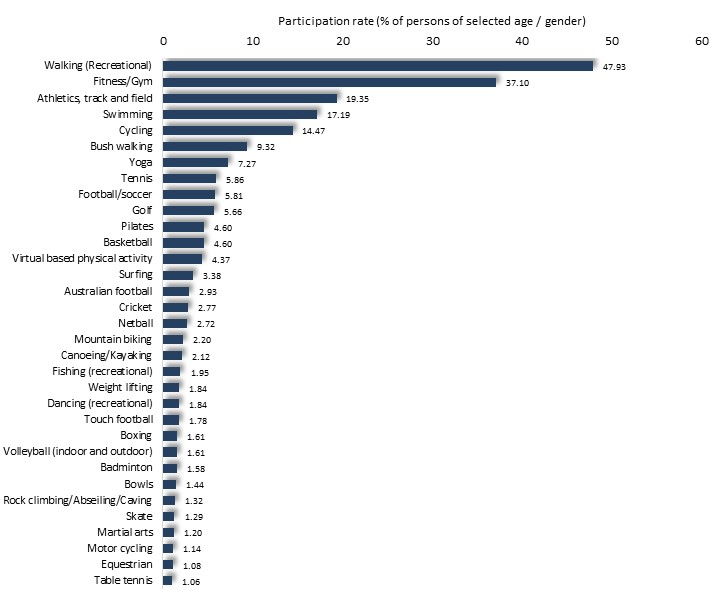 Participation rate (% of persons of selected age / gender)
0 10 20 30 40 50 60
Walking (Recreational) 47.93
Fitness/Gym 37.10
Athletics, track and field 19.35
Swimming 17.19
Cycling 14.47
Bush walking 9.32
Yoga 7.27
Tennis 5.86
Football/soccer 5.81
Golf 5.66
Pilates 4.60
Basketball 4.60
Virtual based physical activity 4.37
Surfing 3.38
Australian football 2.93
Cricket 2.77
Netball 2.72
Mountain biking 2.20
Canoeing/Kayaking 2.12
Fishing (recreational) 1.95
Weight lifting 1.84
Dancing (recreational) 1.84
Touch football 1.78
Boxing 1.61
Volleyball (indoor and outdoor) 1.61
Badminton 1.58
Bowls 1.44
Rock climbing/Abseiling/Caving 1.32
Skate 1.29
Martial arts 1.20
Motor cycling 1.14
Equestrian 1.08
Table tennis 1.06